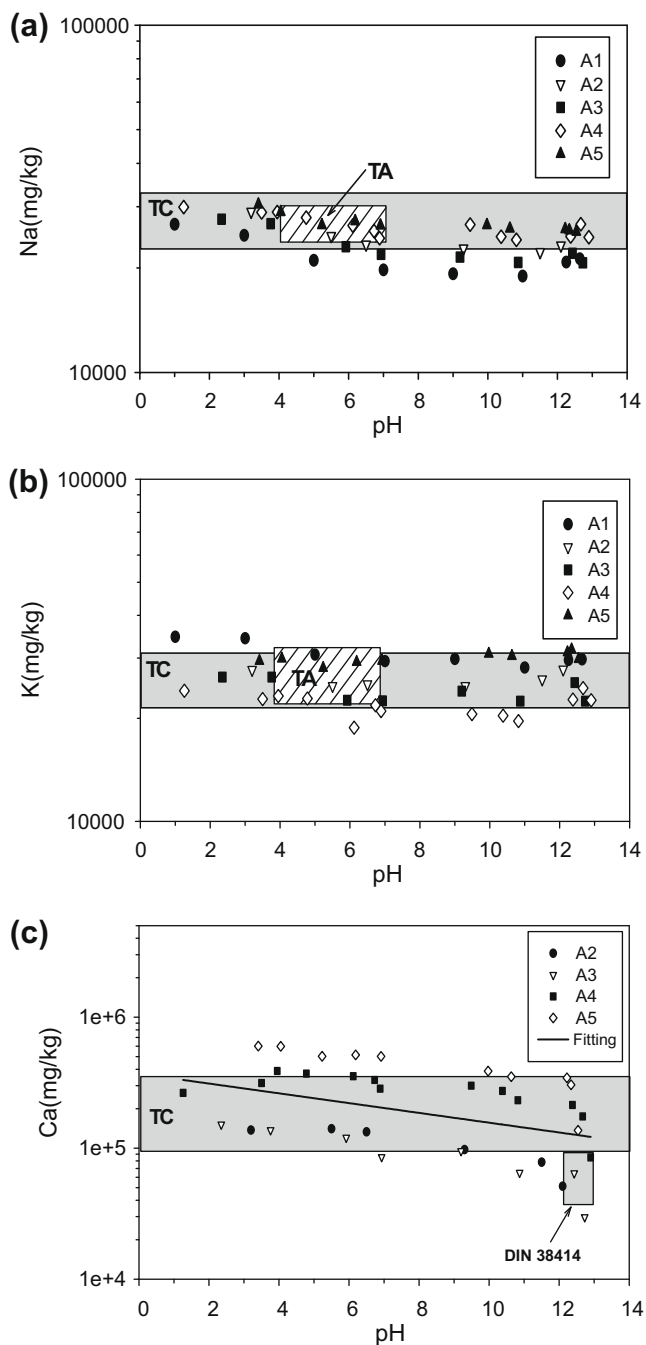 (a)
100000
Na(mg/kg)
10000
TC
TA
A1
A2
A3
A4
A5
0 2 4 6 8 10 12 14
pH
(b)
100000
K(mg/kg)
10000
TC
TA
A1
A2
A3
A4
A5
0 2 4 6 8 10 12 14
pH
(c)
1e+6
Ca(mg/kg)
1e+5
1e+4
TC
A2
A3
A4
A5
Fitting
DIN 38414
0 2 4 6 8 10 12 14
pH